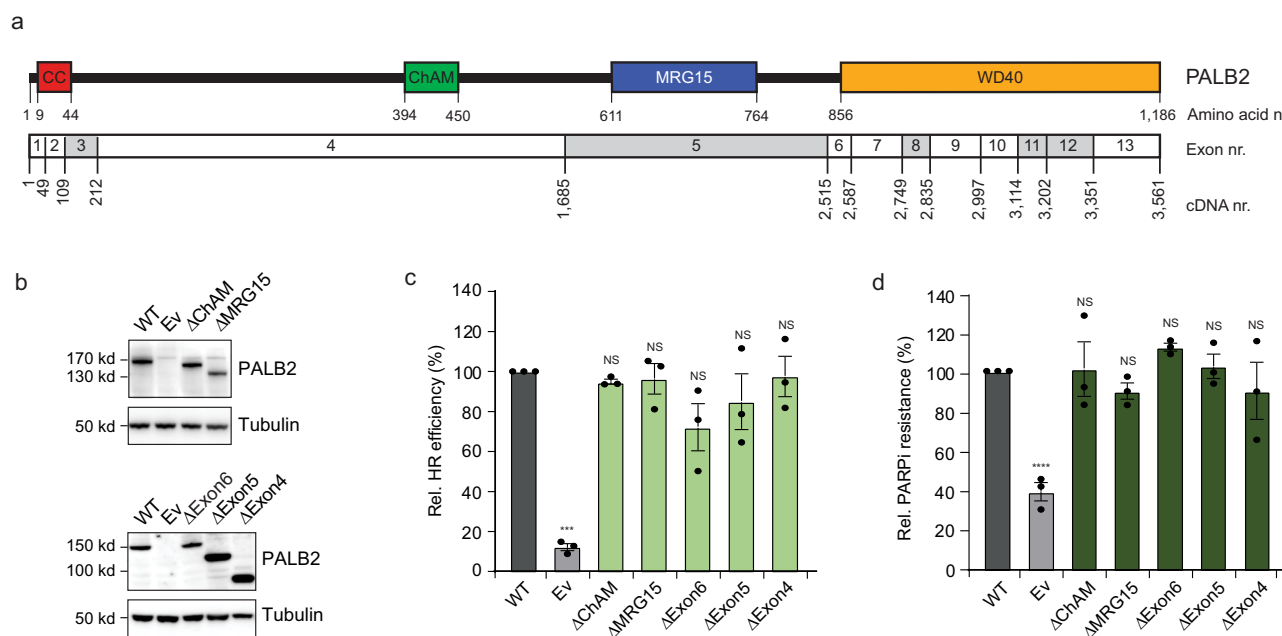 a
CC ChAM MRG15 WD40 PALB2
1 9 44 394 450 611 764 856 1,186 Amino acid n
1 2 3 4 5 6 7 8 9 10 11 12 13 Exon nr.
1 49 109 212 1,685 2,515 2,587 2,749 2,835 2,997 3,114 3,202 3,351 3,561 cDNA nr.
b
WT Ev ΔChAM ΔMRG15
170 kd
130 kd
PALB2
50 kd
Tubulin
WT Ev ΔExon6 ΔExon5 ΔExon4
150 kd
100 kd
PALB2
50 kd
Tubulin
c
Rel. HR efficiency (%)
140
120
100
80
60
40
20
0
*** NS NS NS NS NS
WT Ev ΔChAM ΔMRG15 ΔExon6 ΔExon5 ΔExon4
d
Rel. PARPi resistance (%)
140
120
100
80
60
40
20
0
**** NS NS NS NS NS
WT Ev ΔChAM ΔMRG15 ΔExon6 ΔExon5 ΔExon4